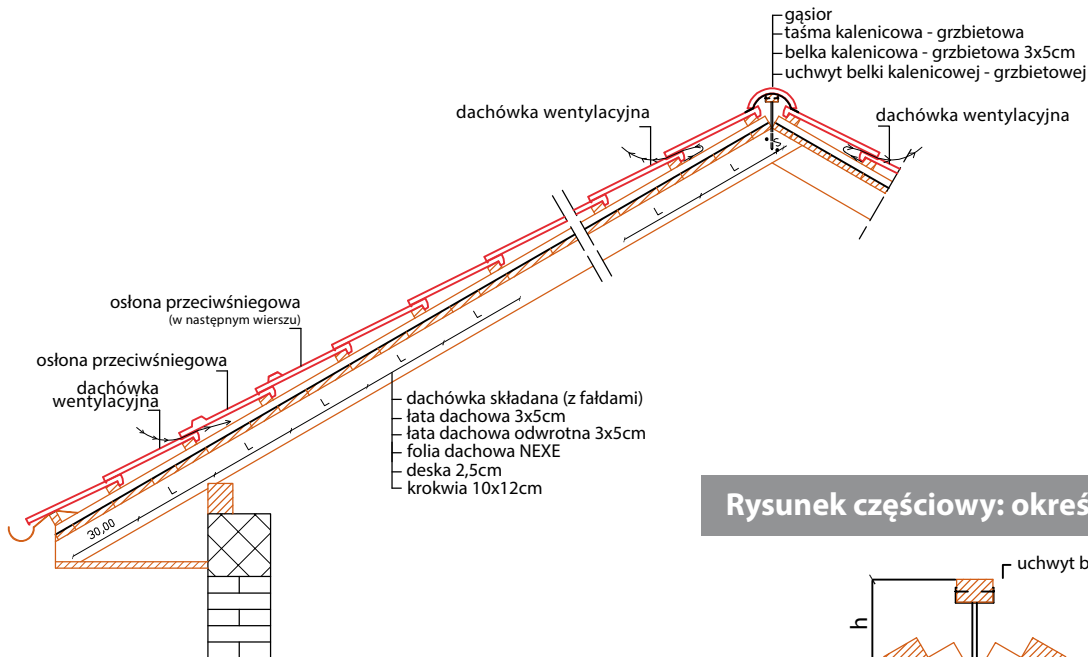 gąsior
taśma kalenicowa - grzbietowa
belka kalenicowa - grzbietowa 3x5cm
uchwyt belki kalenicowej - grzbietowej
dachówka wentylacyjna
dachówka wentylacyjna
S
L
L
osłona przeciwśniegowa
(w następnym wierszu)
osłona przeciwśniegowa
dachówka
wentylacyjna
L
L
L
L
L
30,00
dachówka składana (z fałdami)
łata dachowa 3x5cm
łata dachowa odwrotna 3x5cm
folia dachowa NEXE
deska 2,5cm
krokwia 10x12cm
Rysunek częściowy: okreś
uchwyt b
h